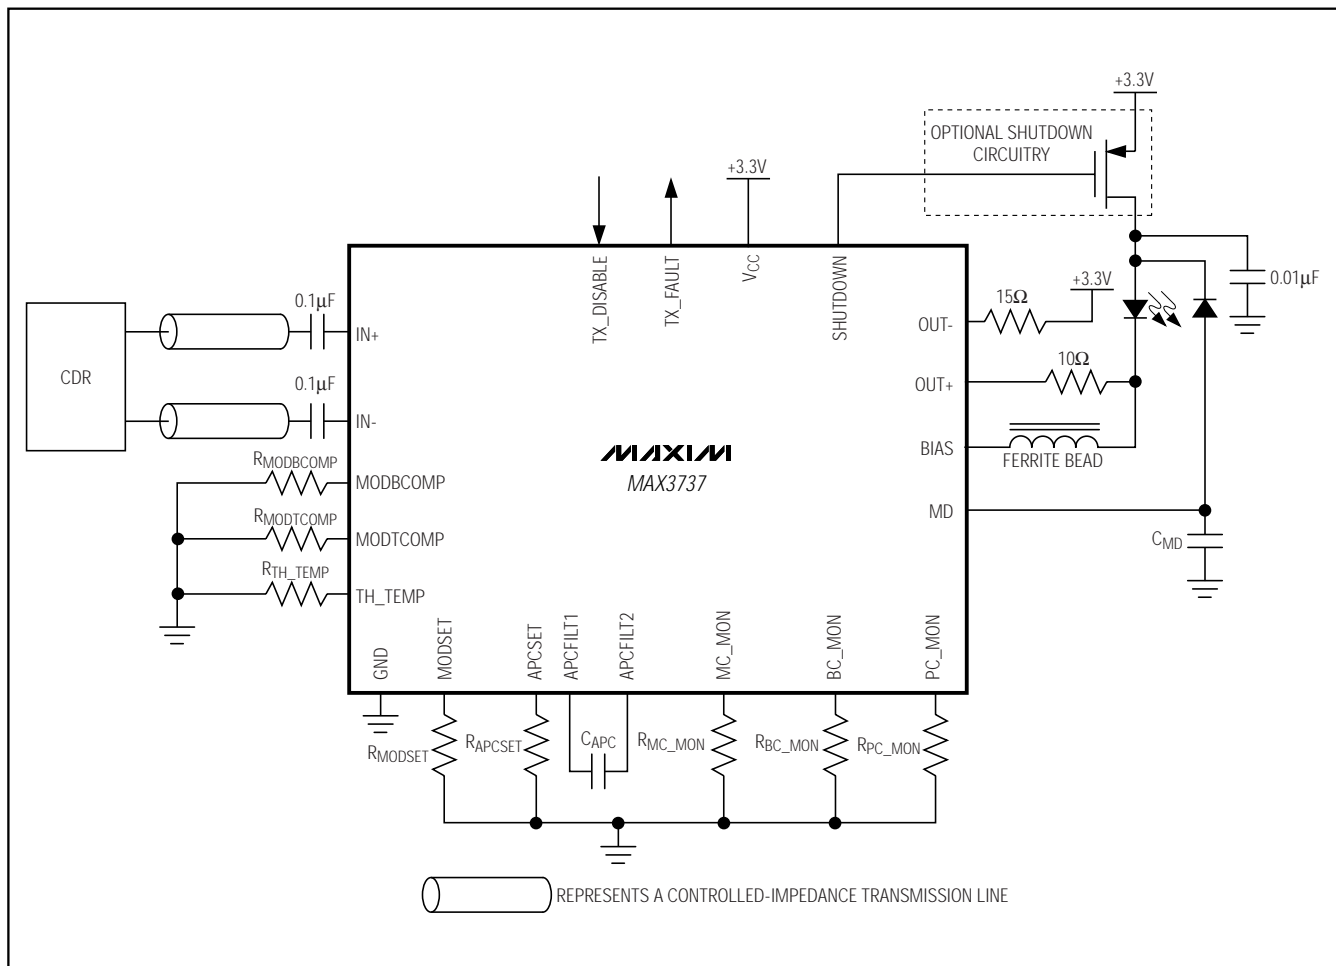 +3.3V
OPTIONAL SHUTDOWN
CIRCUITRY
+3.3V
TX_DISABLE
TX_FAULT
VCC
SHUTDOWN
0.01μF
+3.3V
15Ω
OUT-
0.1μF
IN+
CDR
10Ω
OUT+
0.1μF
IN-
BIAS
FERRITE BEAD
MAXIM
MAX3737
RMODBCOMP
MODBCOMP
MD
RMODTCOMP
MODTCOMP
CMD
RTH_TEMP
TH_TEMP
GND
MODSET
APCSET
APCFILT1
APCFILT2
MC_MON
BC_MON
PC_MON
RMODSET
RAPCSET
CAPC
RMC_MON
RBC_MON
RPC_MON
REPRESENTS A CONTROLLED-IMPEDANCE TRANSMISSION LINE